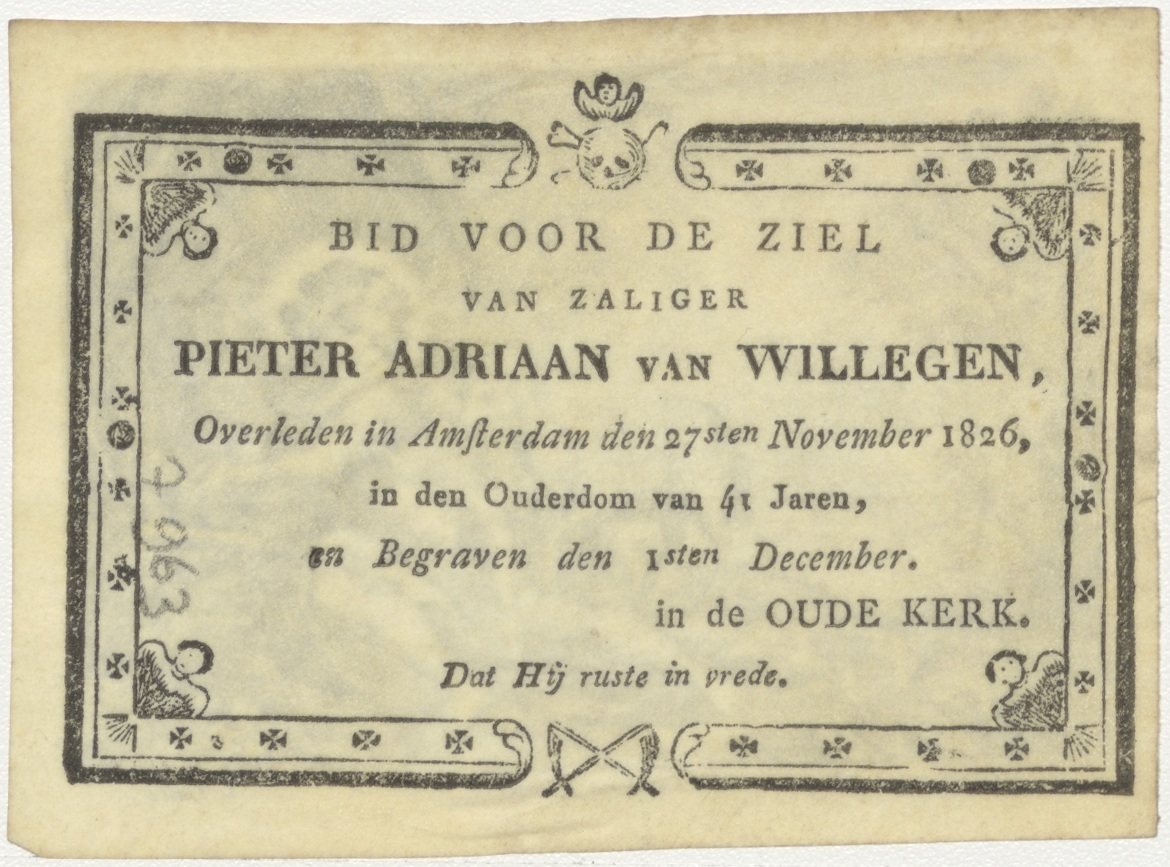 BID VOOR DE ZIEL
VAN ZALIGER
PIETER ADRIAAN VAN WILLEGEN,
Overleden in Amſterdam den 27sten November 1826,
in den Ouderdom van 41 Jaren,
en Begraven den 1sten December.
in de OUDE KERK.
Dat Hij ruste in vrede.
7963